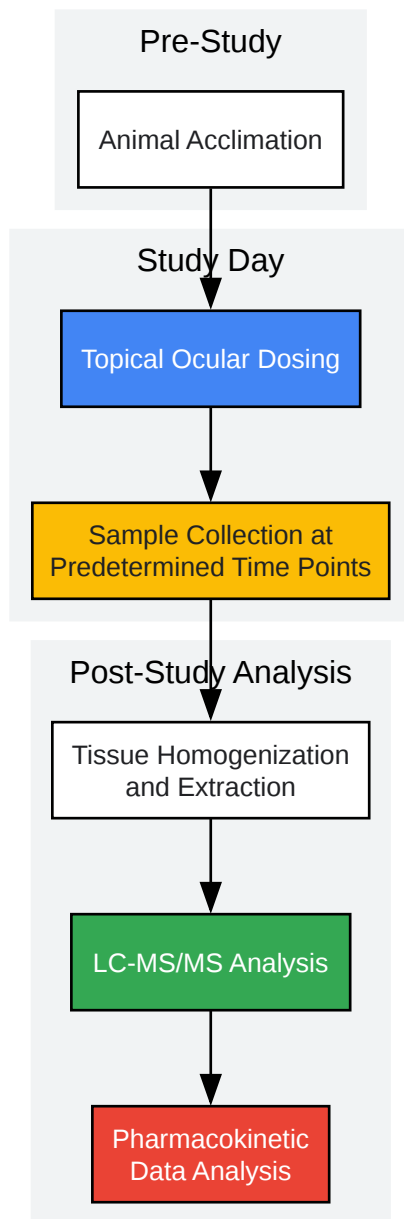 Pre-Study
Animal Acclimation
Study Day
Topical Ocular Dosing
Sample Collection at
Predetermined Time Points
Post-Study Analysis
Tissue Homogenization
and Extraction
LC-MS/MS Analysis
Pharmacokinetic
Data Analysis